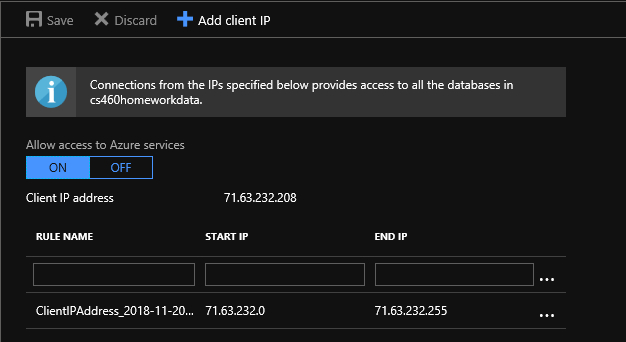 Save Discard Add client IP
Connections from the IPs specified below provides access to all the databases in
cs460homeworkdata.
Allow access to Azure services
ON OFF
Client IP address 71.63.232.208
RULE NAME START IP END IP
...
ClientIPAddress_2018-11-20... 71.63.232.0 71.63.232.255 ...